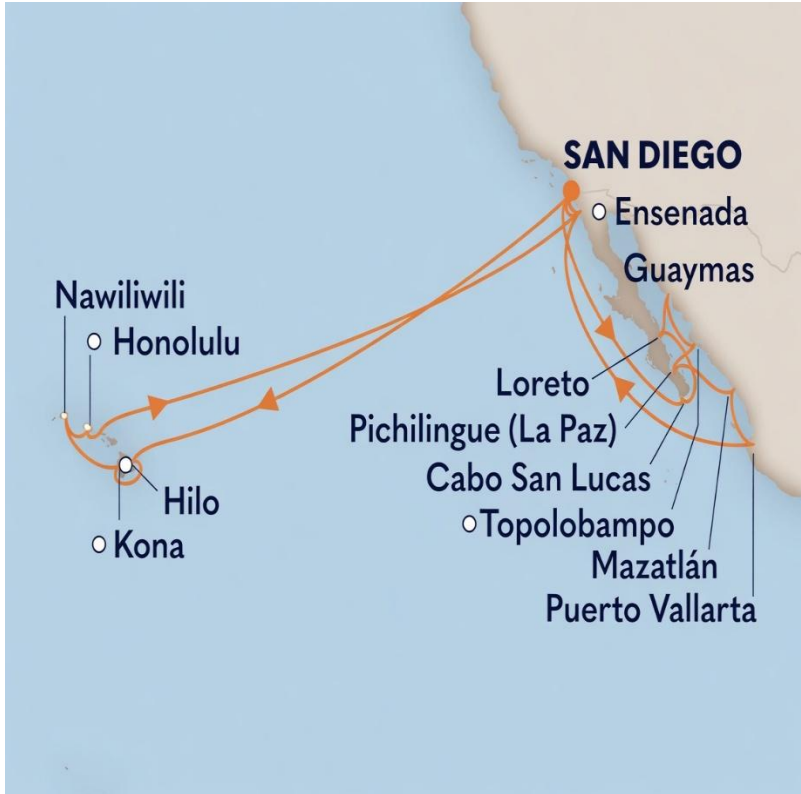 SAN DIEGO
Ensenada
Guaymas
Nawiliwili
Honolulu
Loreto
Pichilingue (La Paz)
Cabo San Lucas
Hilo
Topolobampo
Kona
Mazatlán
Puerto Vallarta